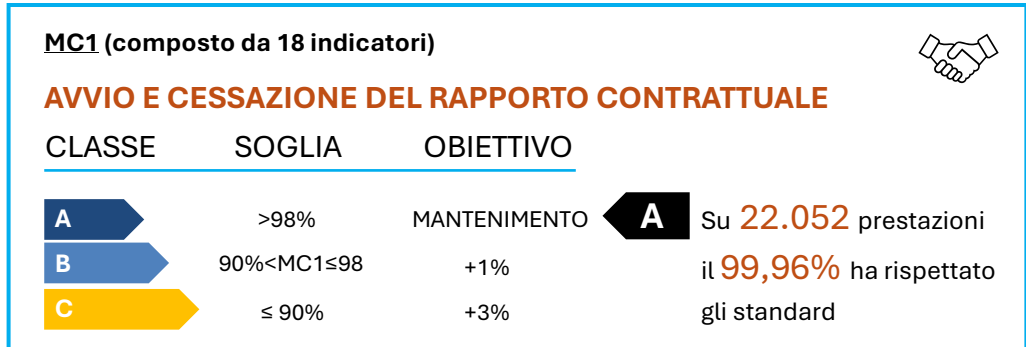 MC1 (composto da 18 indicatori)
AVVIO E CESSAZIONE DEL RAPPORTO CONTRATTUALE
CLASSE SOGLIA OBIETTIVO
A >98% MANTENIMENTO A Su 22.052 prestazioni
B 90%<MC1≤98 +1% il 99,96% ha rispettato
C ≤ 90% +3% gli standard